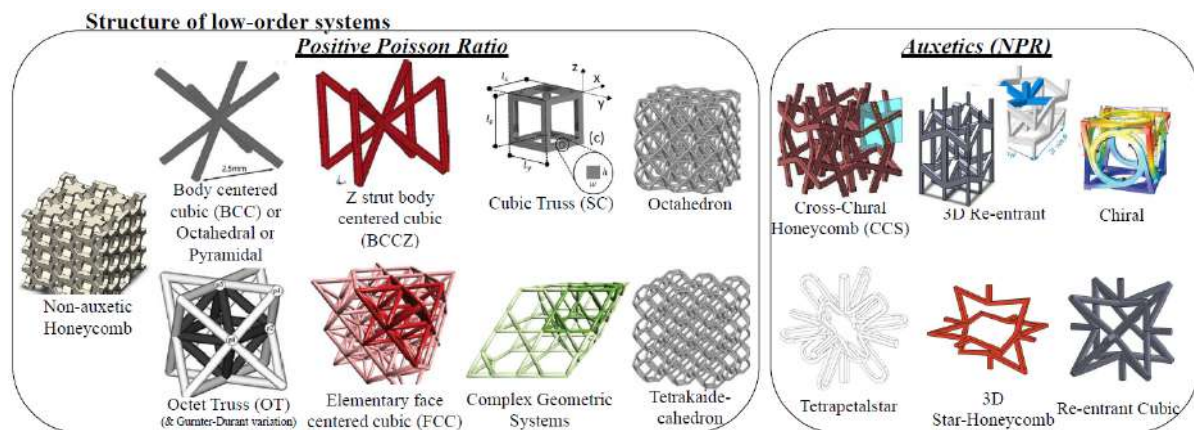 Structure of low-order systems
Positive Poisson Ratio
Auxetics (NPR)
2.5mm
Body centered
cubic (BCC) or
Octahedral or
Pyramidal
Z strut body
centered cubic
(BCCZ)
z
x
y
(c)
h
w
Cubic Truss (SC)
Octahedron
Cross-Chiral
Honeycomb (CCS)
3D Re-entrant
Chiral
Non-auxetic
Honeycomb
Octet Truss (OT)
(& Gurnter-Durant variation)
Elementary face
centered cubic (FCC)
Complex Geometric
Systems
Tetrakaide-
cahedron
Tetrapetalstar
3D
Star-Honeycomb
Re-entrant Cubic